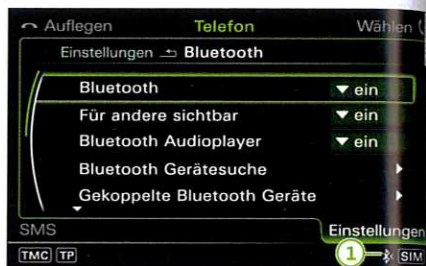 Auflegen Telefon Wählen
Einstellungen Bluetooth
Bluetooth ein
Für andere sichtbar ein
Bluetooth Audioplayer ein
Bluetooth Gerätesuche
Gekoppelte Bluetooth Geräte
SMS Einstellungen
TMC TP 1 SIM